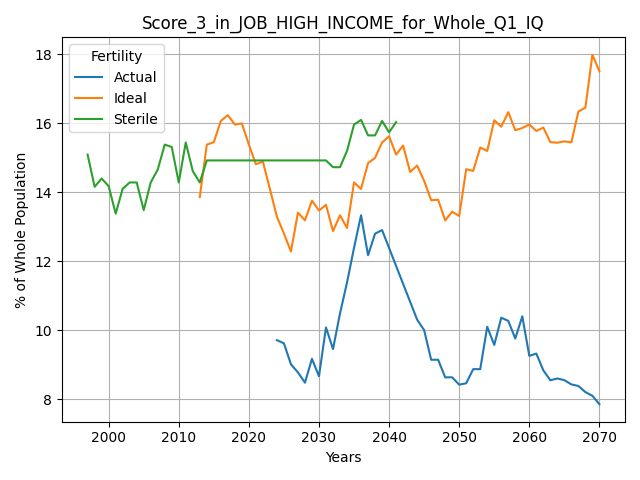 Score_3_in_JOB_HIGH_INCOME_for_Whole_Q1_IQ
Fertility
Actual
Ideal
Sterile
% of Whole Population
18
16
14
12
10
8
2000 2010 2020 2030 2040 2050 2060 2070
Years